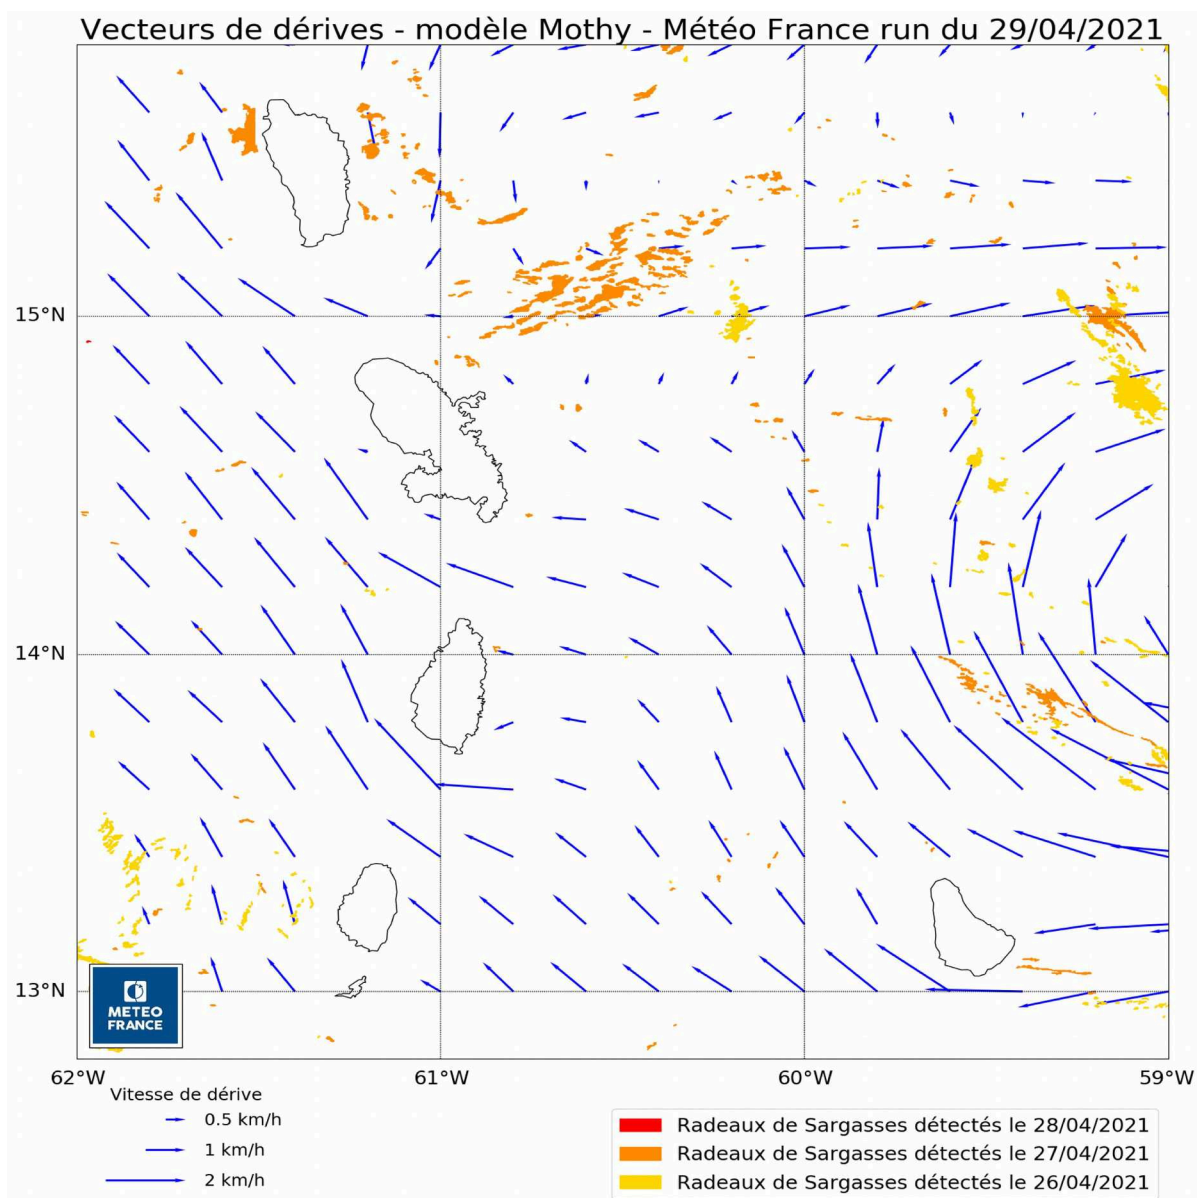 Vecteurs de dérives - modèle Mothy - Météo France run du 29/04/2021
15°N
14°N
13°N
METEO
FRANCE
62°W
61°W
60°W
59°W
Vitesse de dérive
0.5 km/h
1 km/h
2 km/h
Radeaux de Sargasses détectés le 28/04/2021
Radeaux de Sargasses détectés le 27/04/2021
Radeaux de Sargasses détectés le 26/04/2021